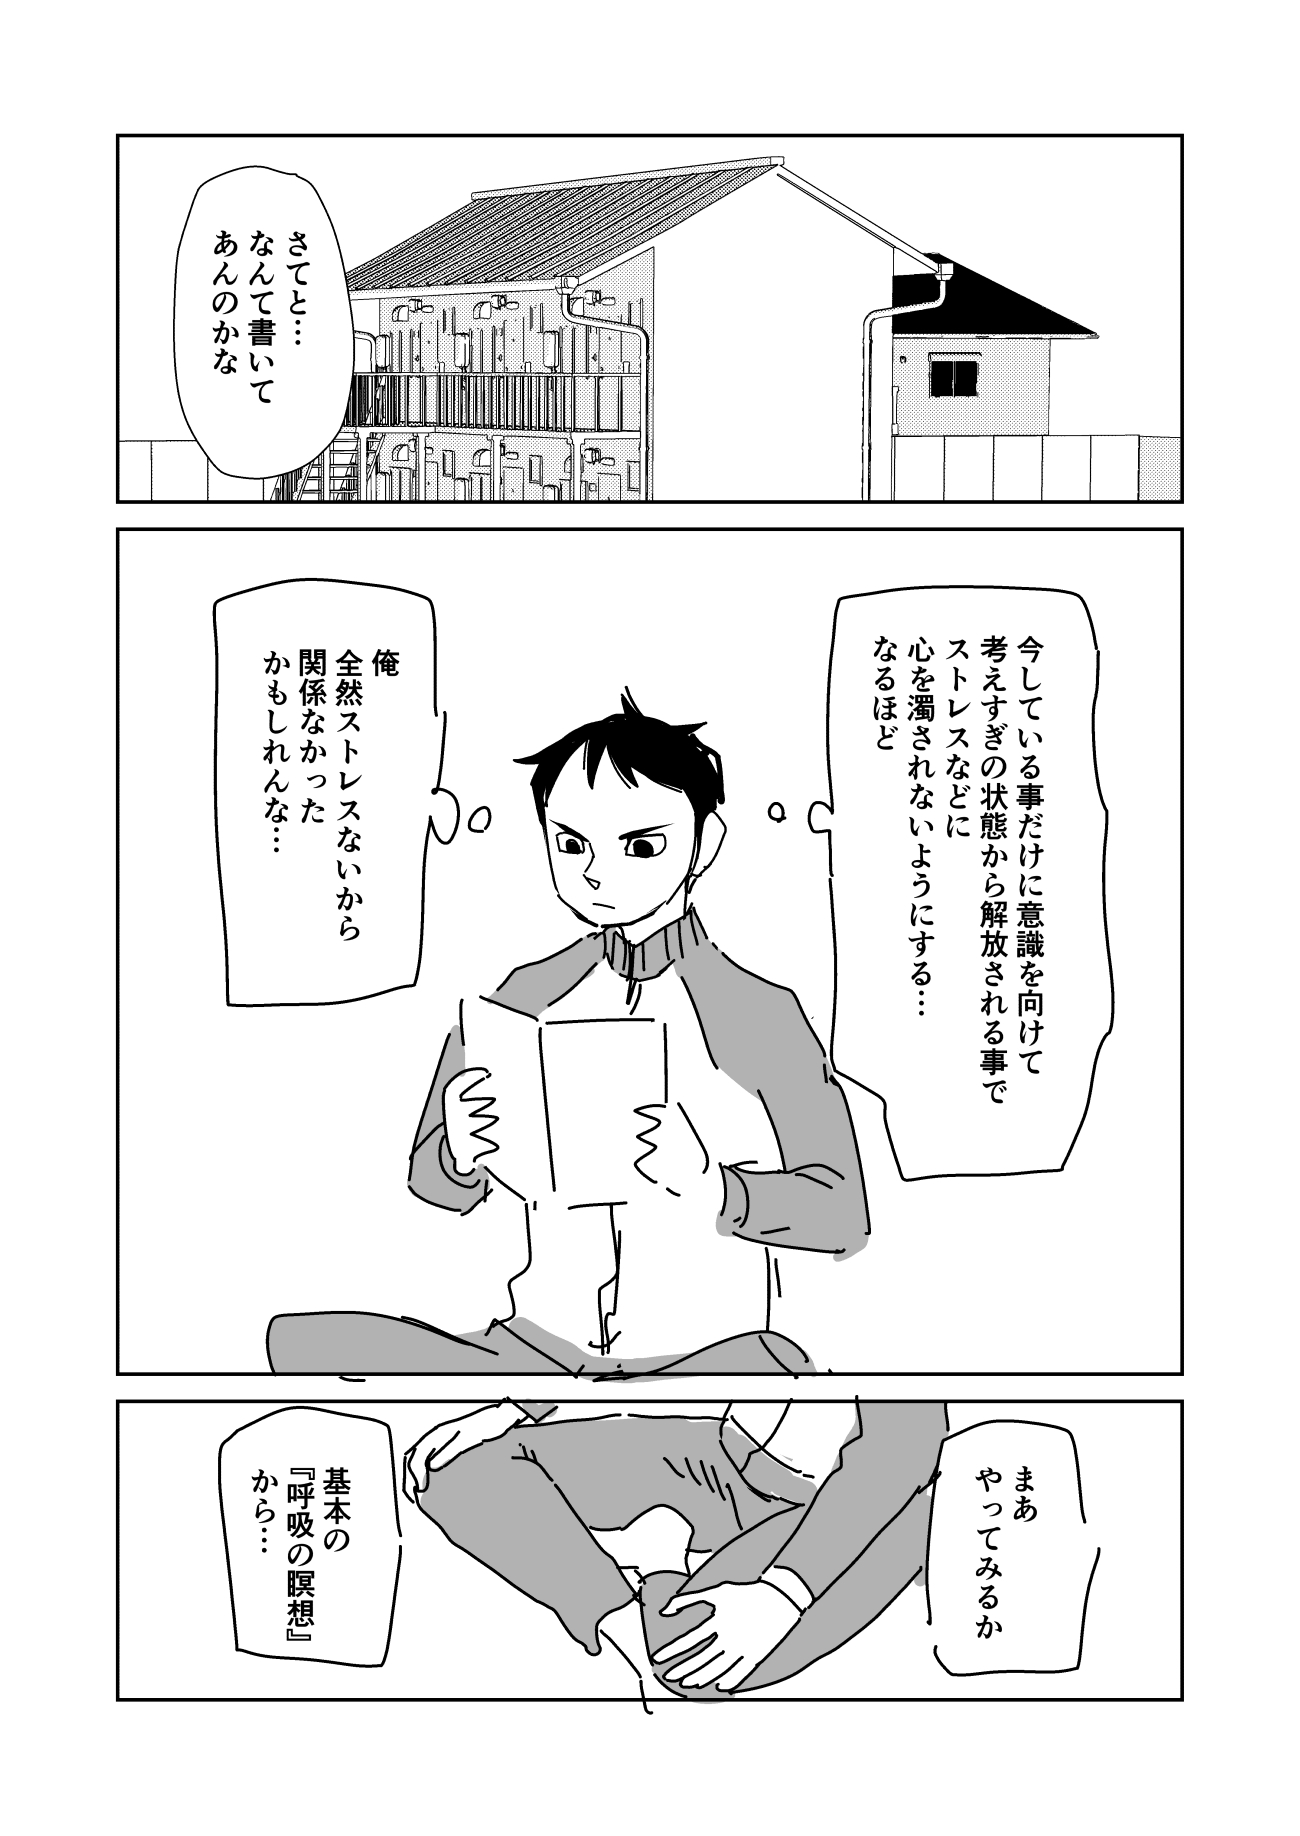 さてと…
なんて書いて
あんのかな
今している事だけに意識を向けて
考えすぎの状態から解放される事で
ストレスなどに
心を濁されないようにする…
なるほど
俺
全然ストレスないから
関係なかった
かもしれんな…
まあ
やってみるか
基本の
『呼吸の瞑想』
から…